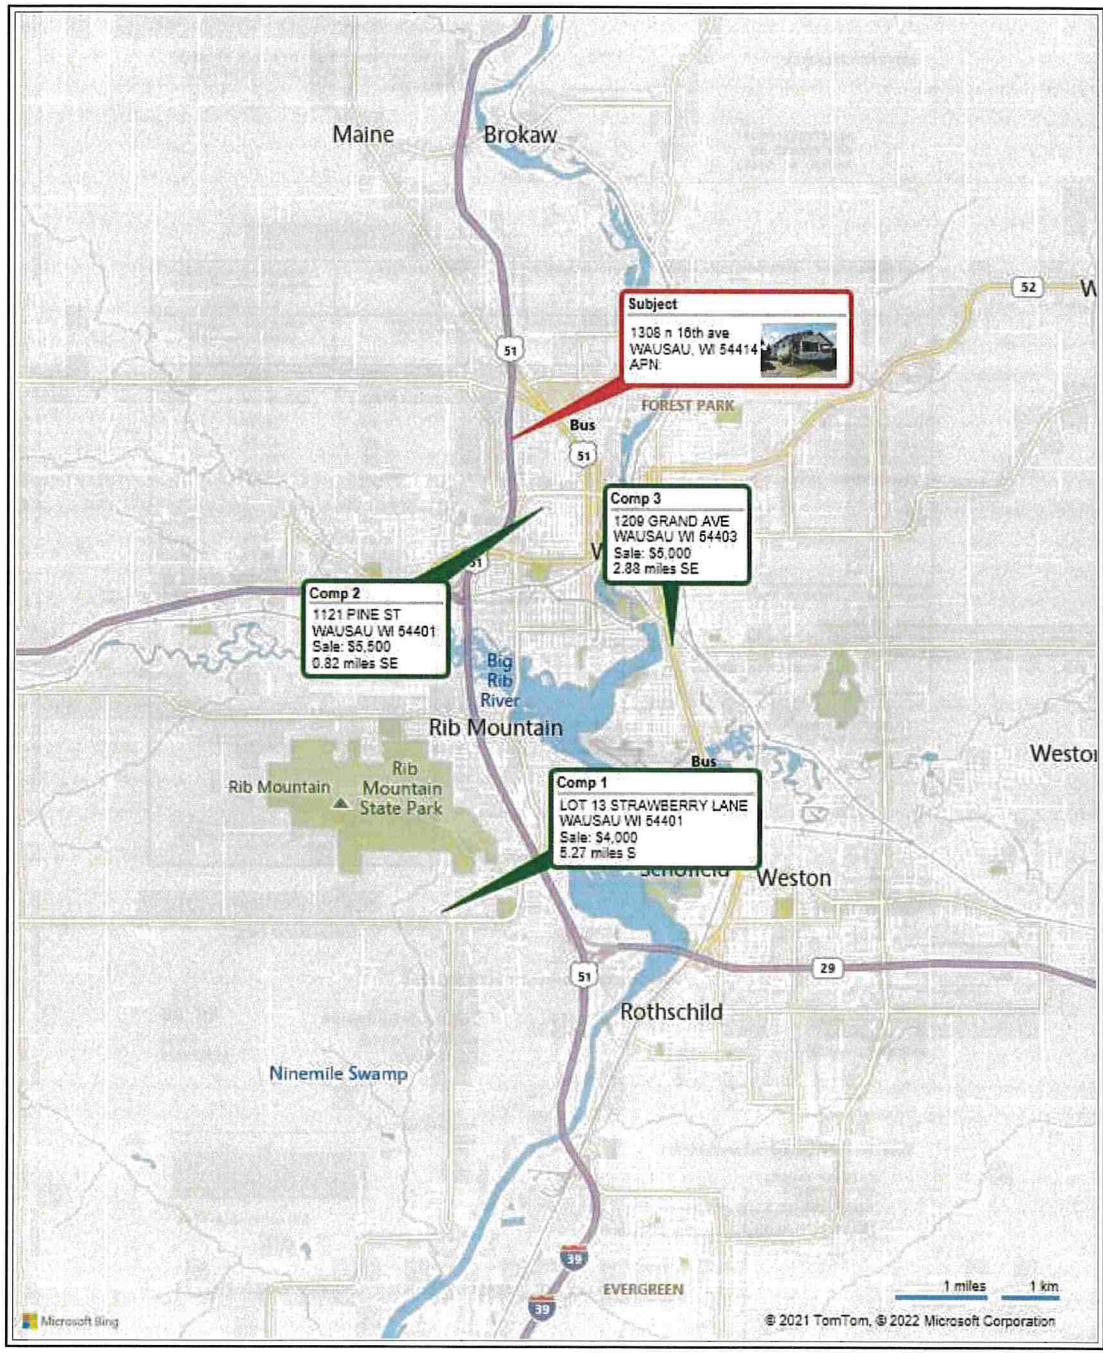 Maine
Brokaw
52
W
Subject
1308 n 16th ave
WAUSAU, WI 54414
APN:
51
FOREST PARK
Bus
51
Comp 3
1209 GRAND AVE
WAUSAU WI 54403
Sale: $5,000
2.88 miles SE
W
51
Comp 2
1121 PINE ST
WAUSAU WI 54401
Sale: $5,500
0.82 miles SE
Big
Rib
River
Rib Mountain
Weston
Bus
Rib Mountain
Rib
Mountain
State Park
Comp 1
LOT 13 STRAWBERRY LANE
WAUSAU WI 54401
Sale: $4,000
5.27 miles S
Schofield
Weston
29
51
Rothschild
Ninemile Swamp
39
EVERGREEN
39
1 miles
1 km
Microsoft Bing
© 2021 TomTom, © 2022 Microsoft Corporation